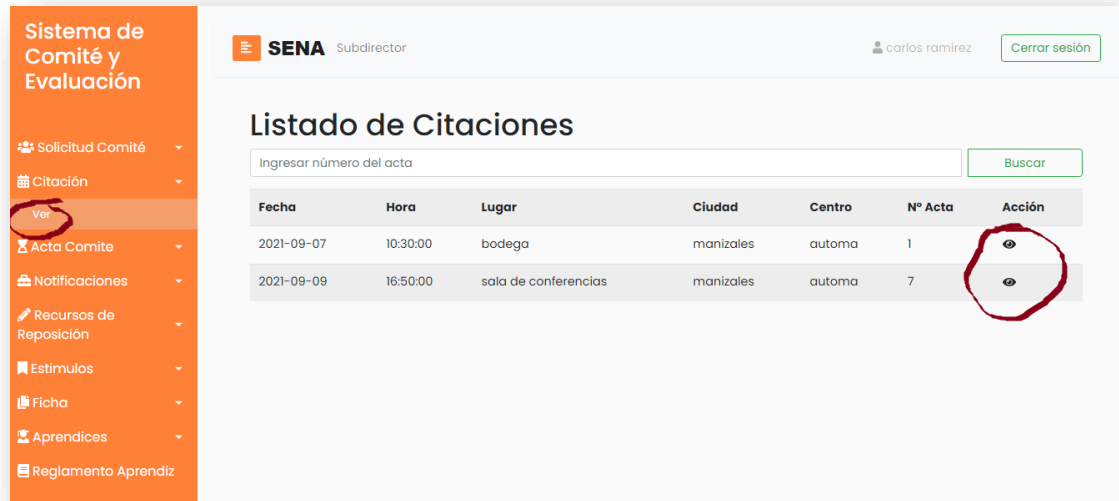 Sistema de
Comité y
Evaluación
SENA Subdirector
carlos ramirez
Cerrar sesión
Solicitud Comité
Citación
Ver
Acta Comite
Notificaciones
Recursos de
Reposición
Estimulos
Ficha
Aprendices
Reglamento Aprendiz
Listado de Citaciones
Ingresar número del acta
Buscar
Fecha Hora Lugar Ciudad Centro Nº Acta Acción
2021-09-07 10:30:00 bodega manizales automa 1
2021-09-09 16:50:00 sala de conferencias manizales automa 7